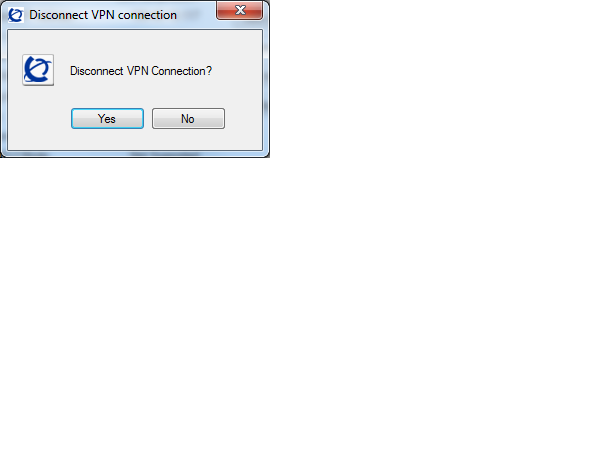 Disconnect VPN connection
Disconnect VPN Connection?
Yes No